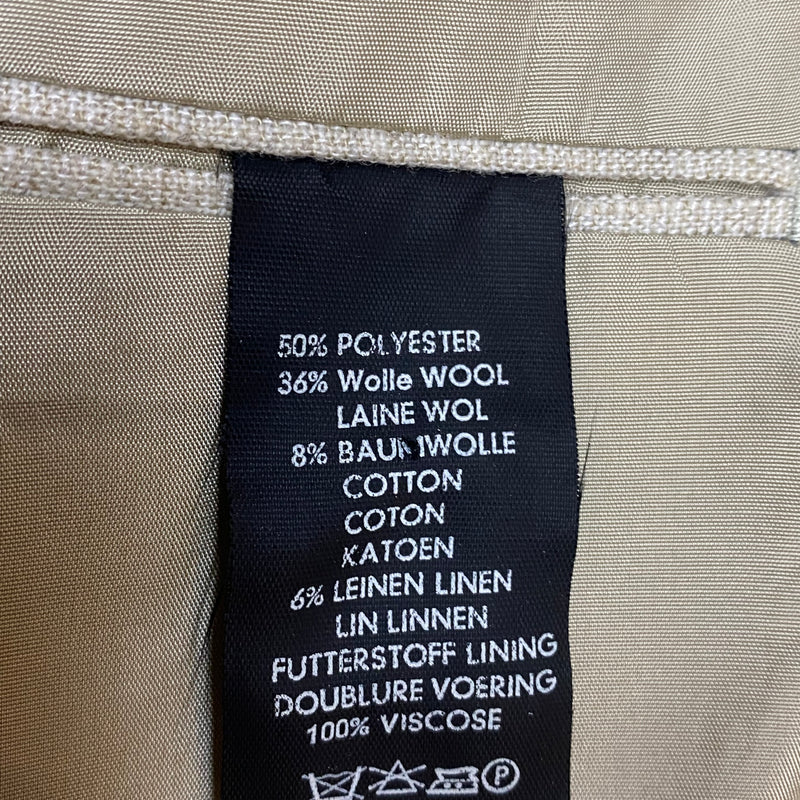 50% POLYESTER
36% Wolle WOOL
LAINE WOL
8% BAUMWOLLE
COTTON
COTON
KATOEN
6% LEINEN LINEN
LIN LINNEN
FUTTERSTOFF LINING
DOUBLURE VOERING
100% VISCOSE
P